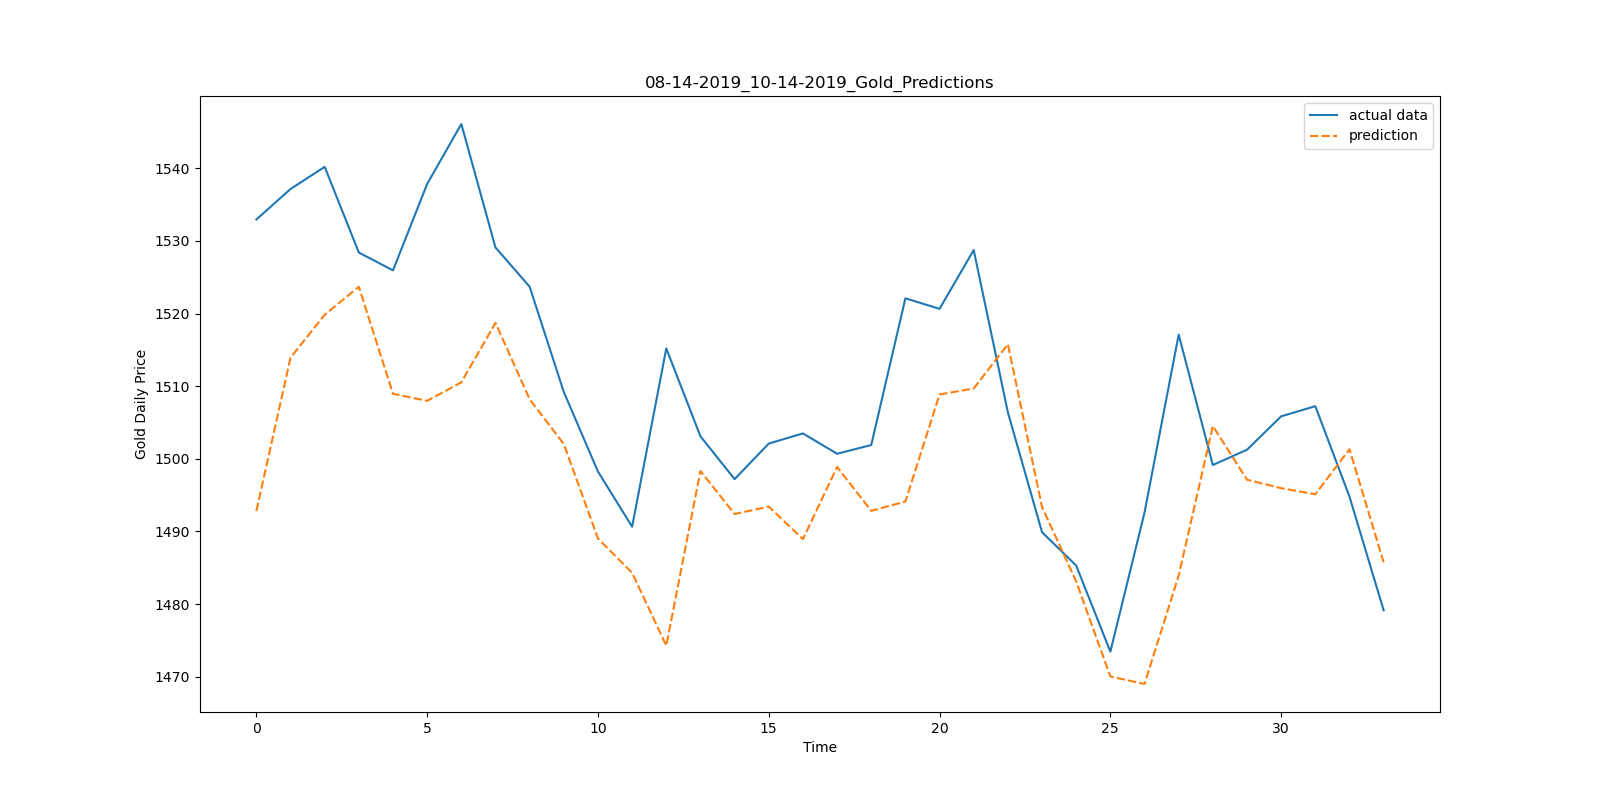 08-14-2019_10-14-2019_Gold_Predictions
actual data
prediction
1540
1530
1520
1510
1500
1490
1480
1470
Gold Daily Price
0 5 10 15 20 25 30
Time